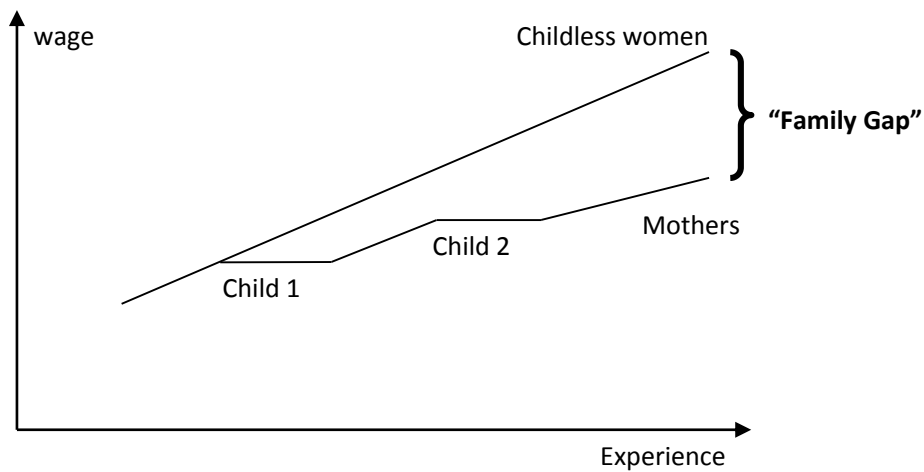 wage
Childless women
“Family Gap”
Mothers
Child 2
Child 1
Experience